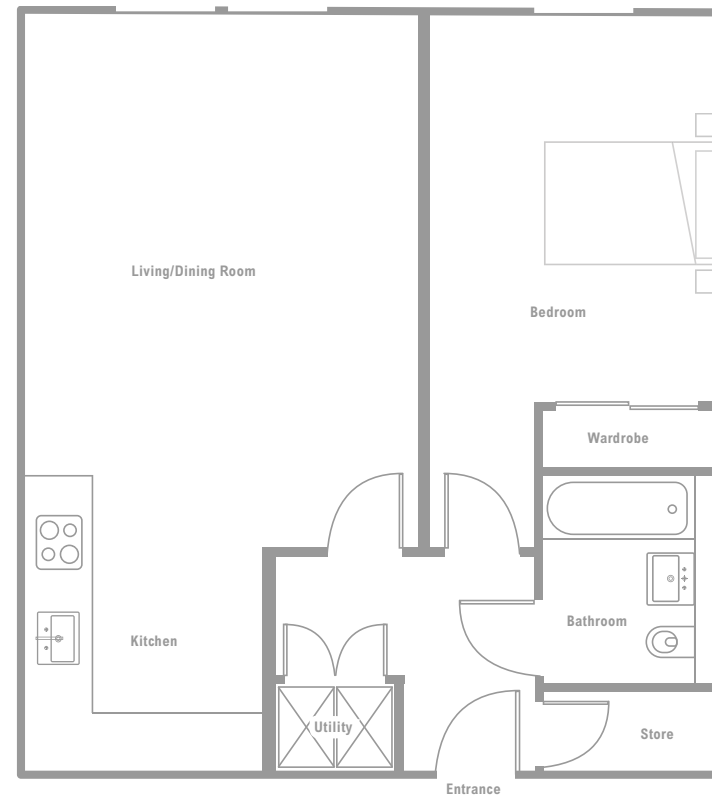 Living/Dining Room
Bedroom
Wardrobe
Bathroom
Kitchen
Utility
Store
Entrance